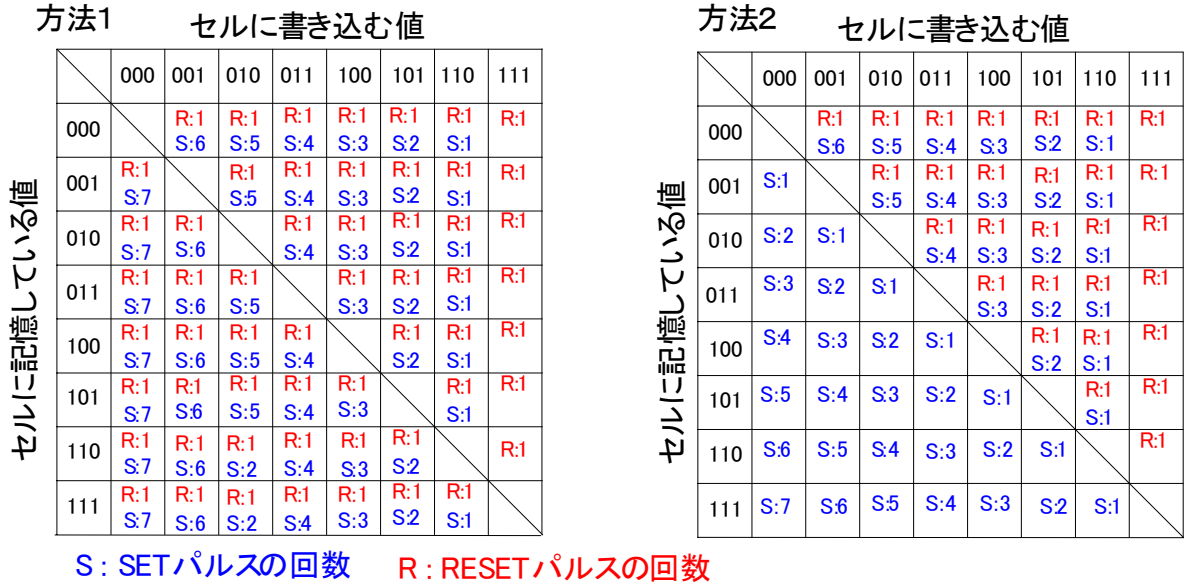 方法1 セルに書き込む値
000 001 010 011 100 101 110 111
000 R:1 R:1 R:1 R:1 R:1 R:1 R:1
S:6 S:5 S:4 S:3 S:2 S:1
001 R:1 R:1 R:1 R:1 R:1 R:1 R:1
S:7 S:5 S:4 S:3 S:2 S:1
010 R:1 R:1 R:1 R:1 R:1 R:1 R:1
S:7 S:6 S:4 S:3 S:2 S:1
011 R:1 R:1 R:1 R:1 R:1 R:1 R:1
S:7 S:6 S:5 S:3 S:2 S:1
100 R:1 R:1 R:1 R:1 R:1 R:1 R:1
S:7 S:6 S:5 S:4 S:2 S:1
101 R:1 R:1 R:1 R:1 R:1 R:1 R:1
S:7 S:6 S:5 S:4 S:3 S:1
110 R:1 R:1 R:1 R:1 R:1 R:1 R:1
S:7 S:6 S:2 S:4 S:3 S:2
111 R:1 R:1 R:1 R:1 R:1 R:1 R:1
S:7 S:6 S:2 S:4 S:3 S:2 S:1
セルに記憶している値
方法2 セルに書き込む値
000 001 010 011 100 101 110 111
000 R:1 R:1 R:1 R:1 R:1 R:1 R:1
S:6 S:5 S:4 S:3 S:2 S:1
001 S:1 R:1 R:1 R:1 R:1 R:1 R:1
S:5 S:4 S:3 S:2 S:1
010 S:2 S:1 R:1 R:1 R:1 R:1 R:1
S:4 S:3 S:2 S:1
011 S:3 S:2 S:1 R:1 R:1 R:1 R:1
S:3 S:2 S:1
100 S:4 S:3 S:2 S:1 R:1 R:1 R:1
S:2 S:1
101 S:5 S:4 S:3 S:2 S:1 R:1 R:1
S:1
110 S:6 S:5 S:4 S:3 S:2 S:1 R:1
111 S:7 S:6 S:5 S:4 S:3 S:2 S:1
セルに記憶している値
S : SETパルスの回数 R : RESETパルスの回数